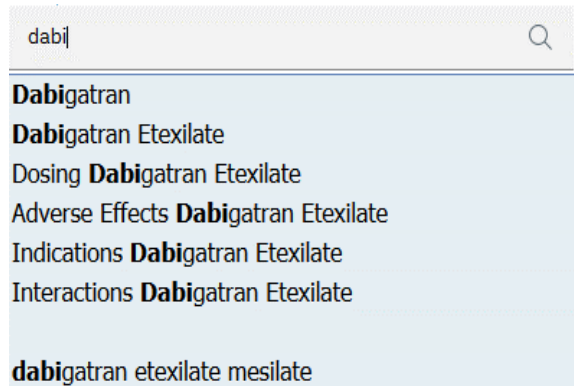 dabi
Dabigatran
Dabigatran Etexilate
Dosing Dabigatran Etexilate
Adverse Effects Dabigatran Etexilate
Indications Dabigatran Etexilate
Interactions Dabigatran Etexilate
dabigatran etexilate mesilate